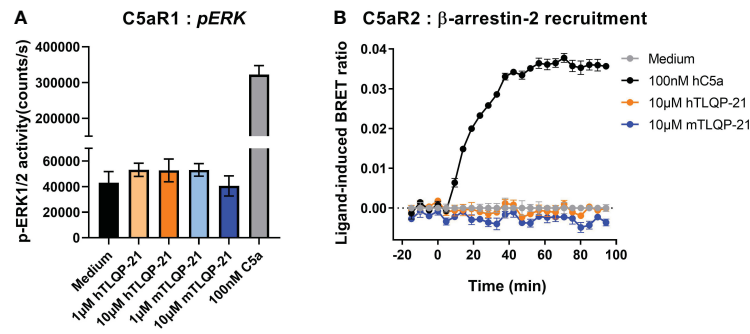 A
C5aR1 : pERK
p-ERK1/2 activity(counts/s)
400000
300000
200000
60000
40000
20000
0
Medium
1μM hTLQP-21
10μM hTLQP-21
1μM mTLQP-21
10μM mTLQP-21
100nM C5a
B
C5aR2 : β-arrestin-2 recruitment
Ligand-induced BRET ratio
0.04
0.03
0.02
0.01
0.00
-20
0
20
40
60
80
100
Time (min)
Medium
100nM hC5a
10μM hTLQP-21
10μM mTLQP-21